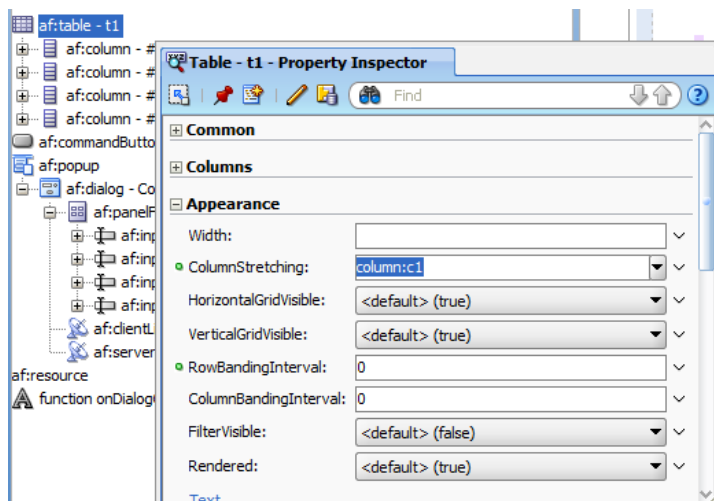 af:table - t1
af:column - #
af:column - #
af:column - #
af:column - #
af:commandButto
af:popup
af:dialog - Co
af:panelF
af:inp
af:inp
af:inp
af:inp
af:clientL
af:server
af:resource
function onDialog
Table - t1 - Property Inspector
Find
Common
Columns
Appearance
Width:
ColumnStretching: column:c1
HorizontalGridVisible: <default> (true)
VerticalGridVisible: <default> (true)
RowBandingInterval: 0
ColumnBandingInterval: 0
FilterVisible: <default> (false)
Rendered: <default> (true)
Text